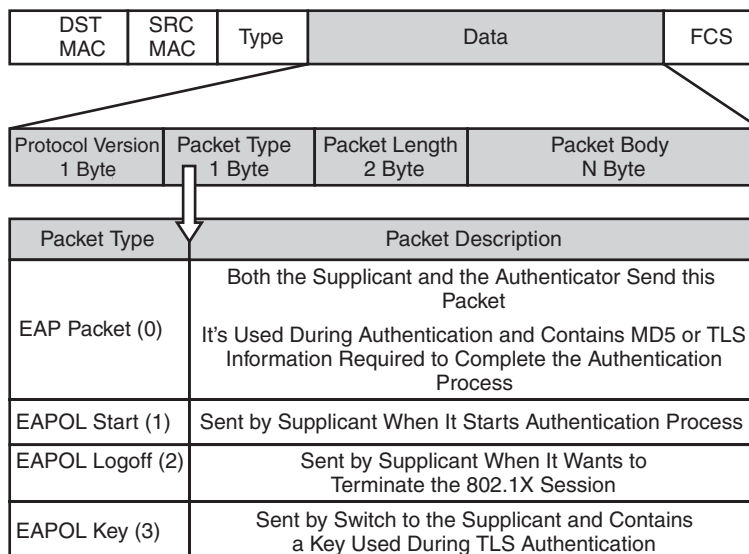 DST MAC
SRC MAC
Type
Data
FCS
Protocol Version
1 Byte
Packet Type
1 Byte
Packet Length
2 Byte
Packet Body
N Byte
Packet Type
Packet Description
EAP Packet (0)
Both the Supplicant and the Authenticator Send this
Packet
It's Used During Authentication and Contains MD5 or TLS
Information Required to Complete the Authentication
Process
EAPOL Start (1)
Sent by Supplicant When It Starts Authentication Process
EAPOL Logoff (2)
Sent by Supplicant When It Wants to
Terminate the 802.1X Session
EAPOL Key (3)
Sent by Switch to the Supplicant and Contains
a Key Used During TLS Authentication